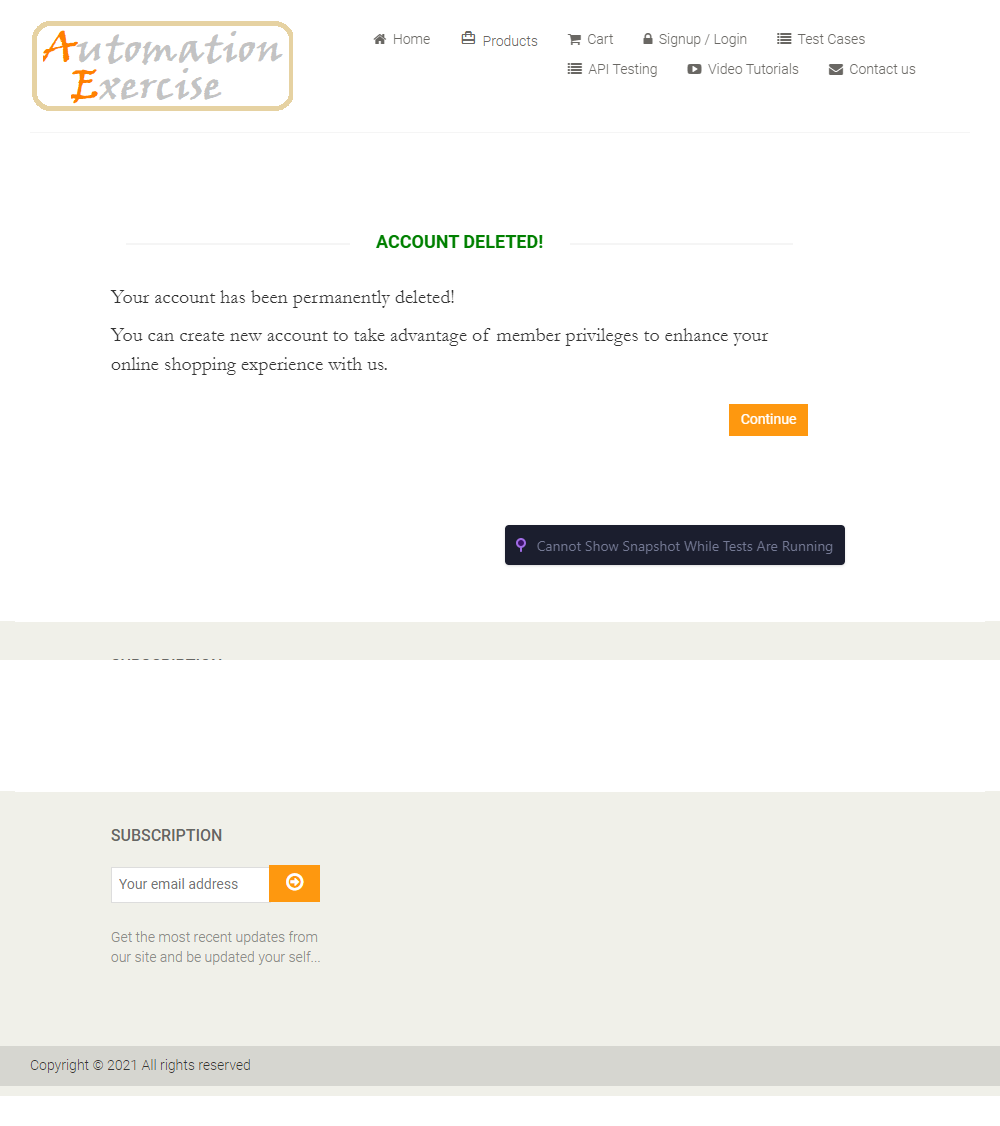 Automation
Exercise
Home
Products
Cart
Signup / Login
Test Cases
API Testing
Video Tutorials
Contact us
ACCOUNT DELETED!
Your account has been permanently deleted!
You can create new account to take advantage of member privileges to enhance your
online shopping experience with us.
Continue
Cannot Show Snapshot While Tests Are Running
SUBSCRIPTION
Your email address
Get the most recent updates from
our site and be updated your self...
Copyright © 2021 All rights reserved